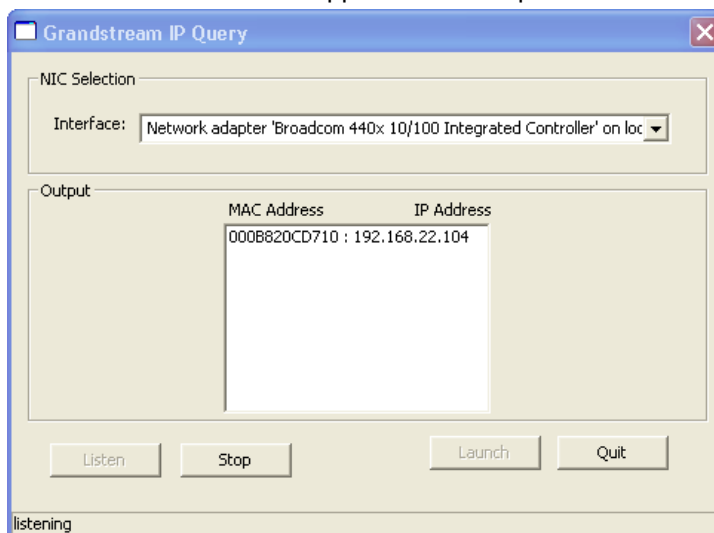 Grandstream IP Query
NIC Selection
Interface: Network adapter 'Broadcom 440x 10/100 Integrated Controller' on loc
Output
MAC Address IP Address
000B820CD710 : 192.168.22.104
Listen Stop Launch Quit
listening